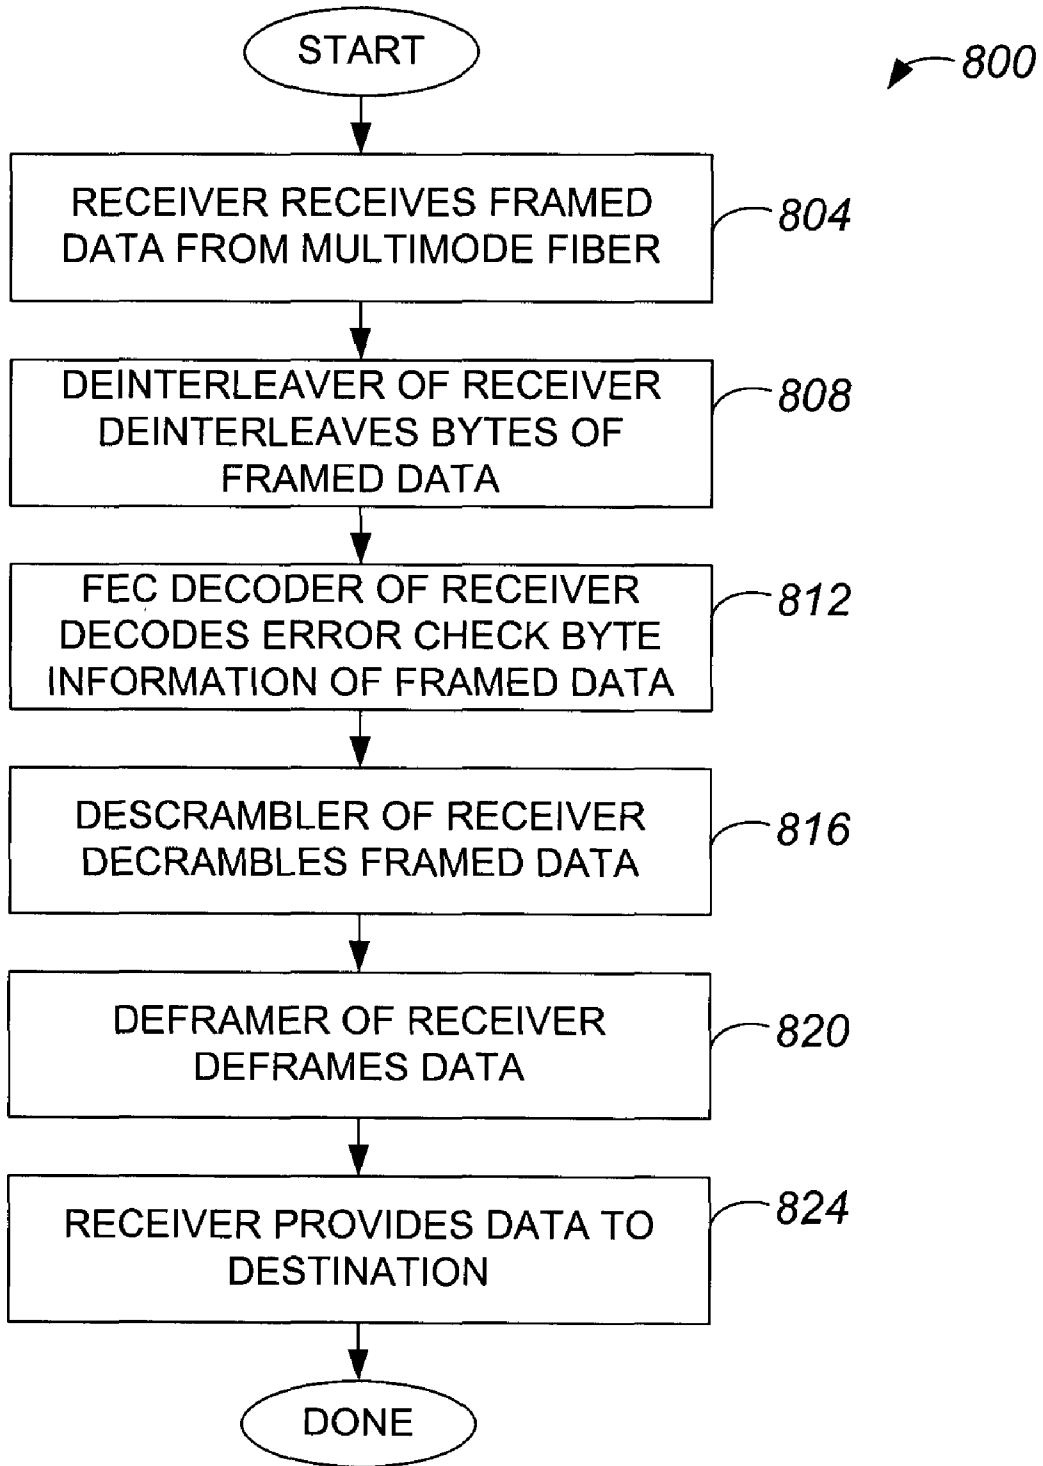 START
800
RECEIVER RECEIVES FRAMED
DATA FROM MULTIMODE FIBER
804
DEINTERLEAVER OF RECEIVER
DEINTERLEAVES BYTES OF
FRAMED DATA
808
FEC DECODER OF RECEIVER
DECODES ERROR CHECK BYTE
INFORMATION OF FRAMED DATA
812
DESCRAMBLER OF RECEIVER
DECRAMBLES FRAMED DATA
816
DEFRAMER OF RECEIVER
DEFRAMES DATA
820
RECEIVER PROVIDES DATA TO
DESTINATION
824
DONE